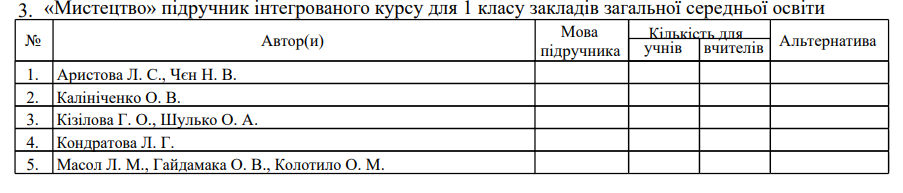 3. «Мистецтво» підручник інтегрованого курсу для 1 класу закладів загальної середньої освіти
№ Автор(и) Мова підручника Кількість для учнів вчителів Альтернатива
1. Аристова Л. С., Чєн Н. В.
2. Калініченко О. В.
3. Кізілова Г. О., Шулько О. А.
4. Кондратова Л. Г.
5. Масол Л. М., Гайдамака О. В., Колотило О. М.